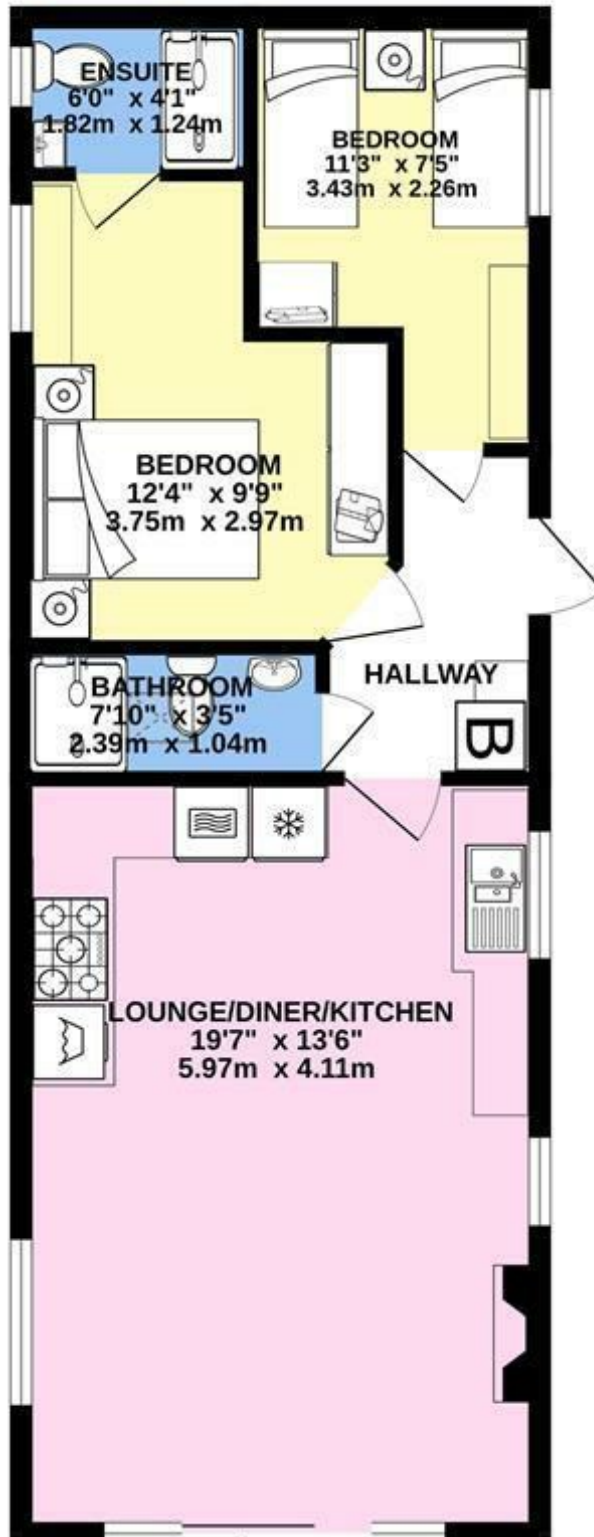 ENSUITE
6'0" x 4'1"
1.82m x 1.24m
BEDROOM
11'3" x 7'5"
3.43m x 2.26m
BEDROOM
12'4" x 9'9"
3.75m x 2.97m
HALLWAY
BATHROOM
7'10" x 3'5"
2.39m x 1.04m
B
LOUNGE/DINER/KITCHEN
19'7" x 13'6"
5.97m x 4.11m